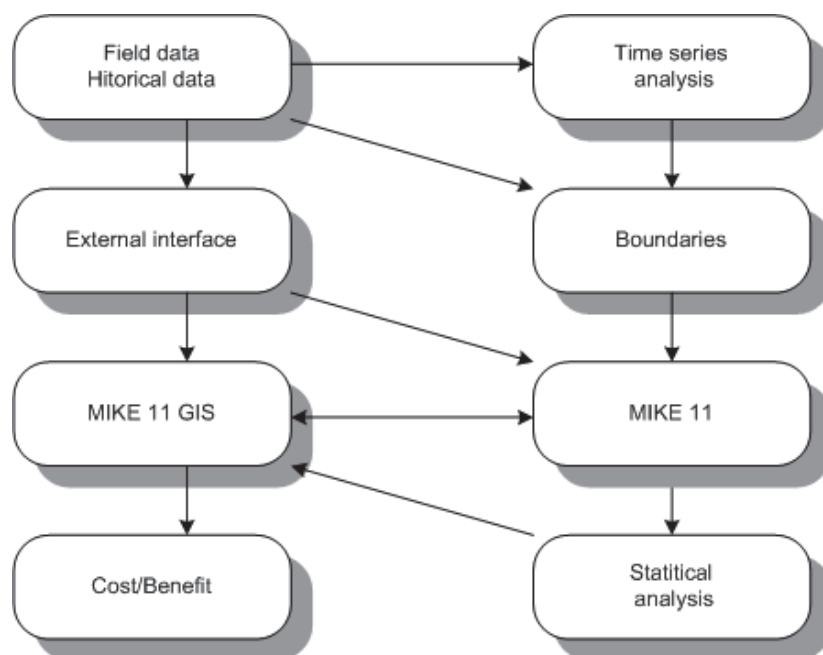 Field data
Hitorical data
Time series
analysis
External interface
Boundaries
MIKE 11 GIS
MIKE 11
Cost/Benefit
Statitical
analysis